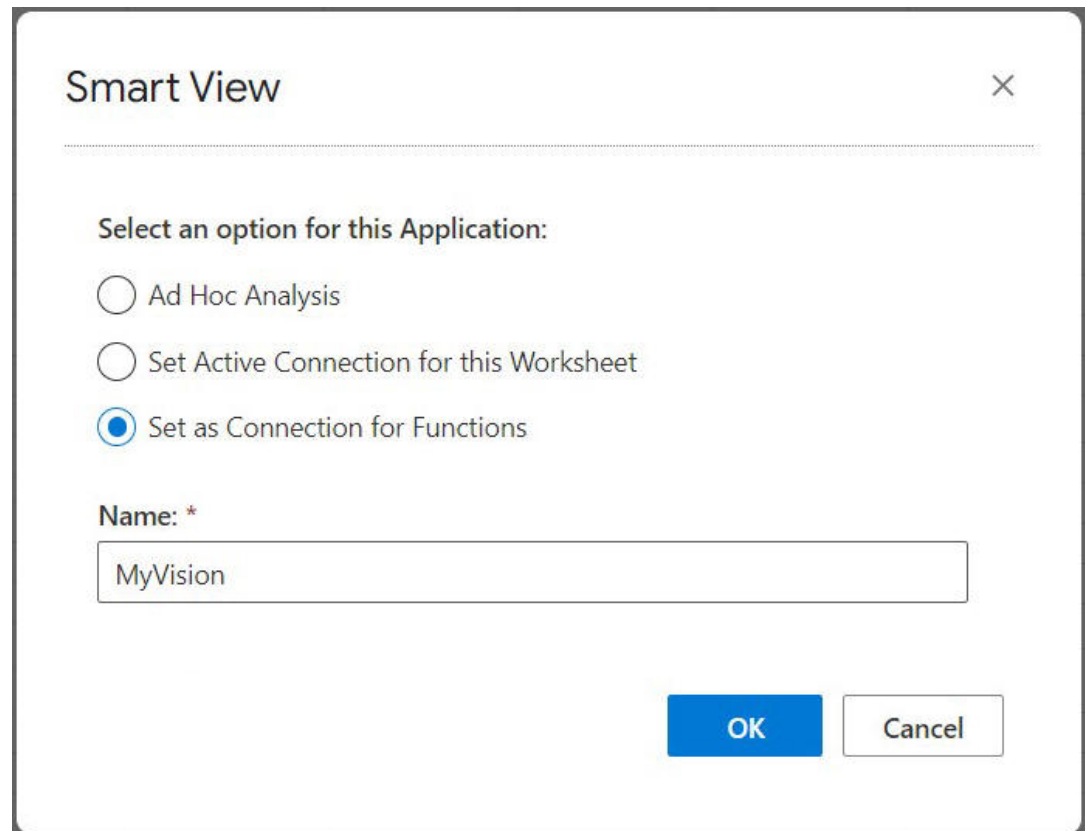 Smart View
Select an option for this Application:
Ad Hoc Analysis
Set Active Connection for this Worksheet
Set as Connection for Functions
Name: *
MyVision
OK Cancel